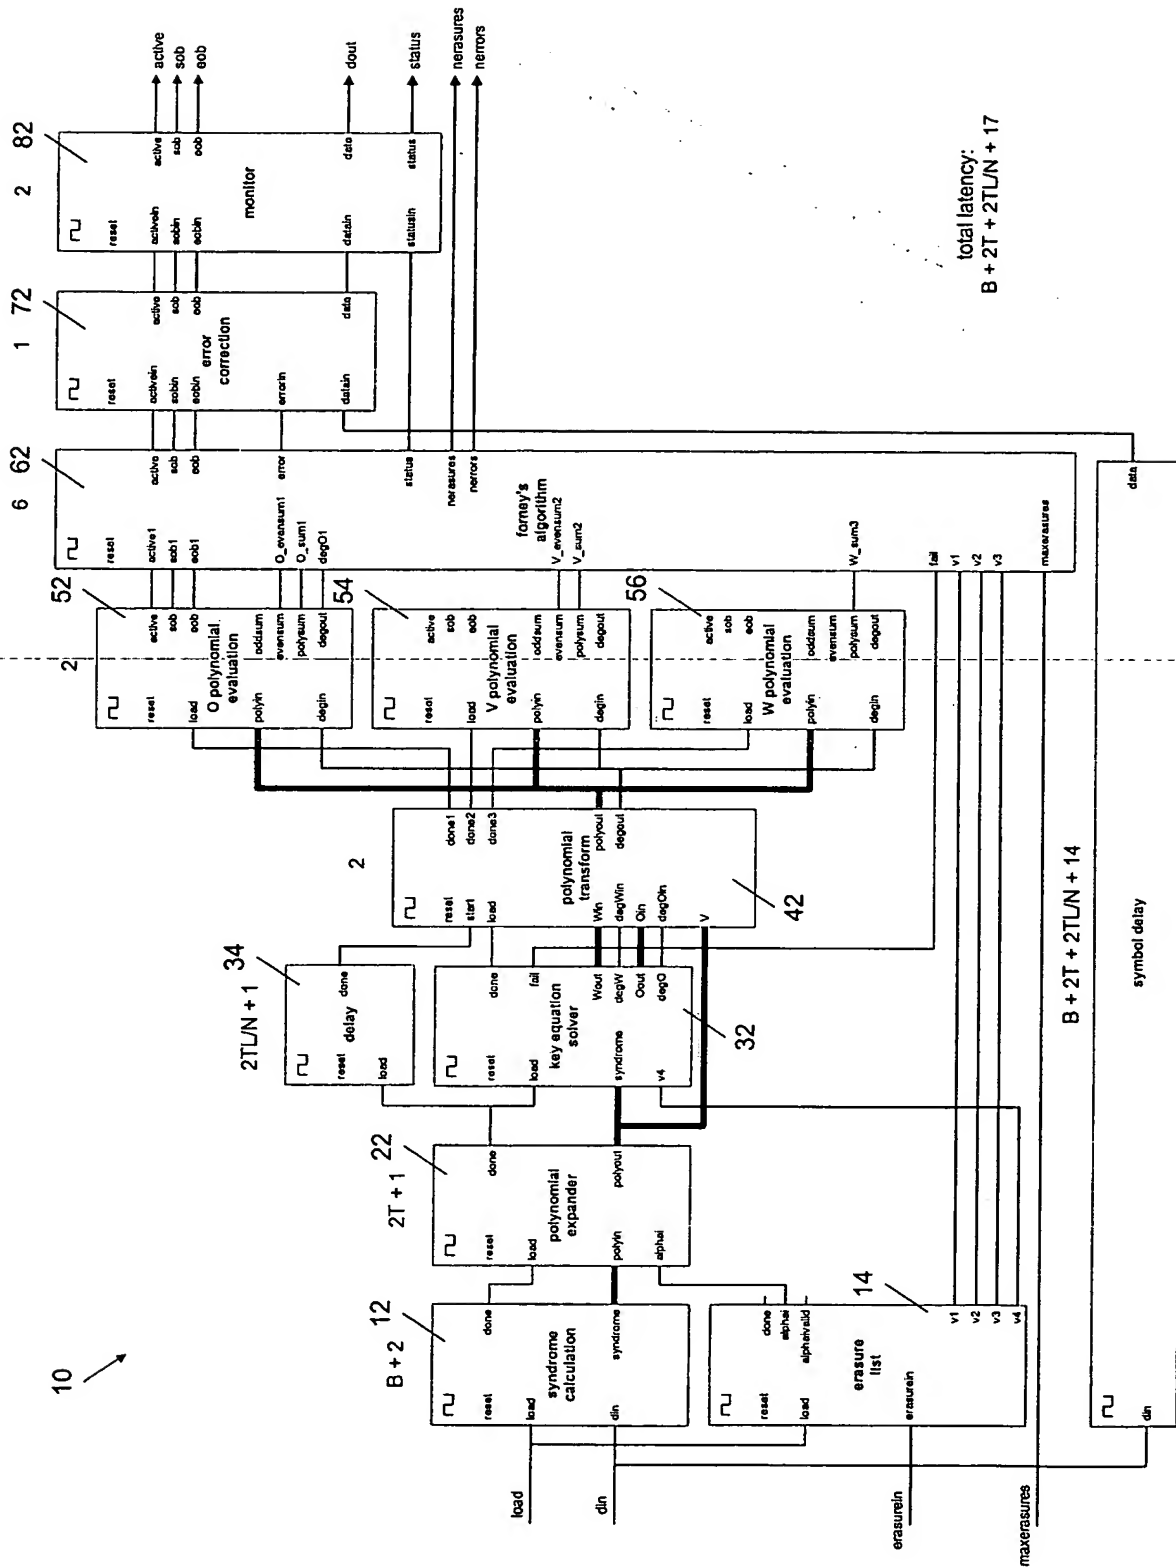 10
load
din
erasurein
maxerasures
B + 2
12
reset
load
din
done
syndrome
syndrome
calculation
14
reset
load
erasurein
done
alphai
alphaivalid
erasure
list
v1
v2
v3
v4
2T + 1
22
reset
load
polyin
alphai
done
polyout
polynomial
expander
2TL/N + 1
34
reset
load
done
delay
32
reset
load
syndrome
v4
key equation
solver
done
fail
Wout
degW
Oout
degO
2
42
reset
start
load
Win
degWin
Oin
degOin
V
polynomial
transform
done1
done2
done3
polyout
degout
2
52
reset
load
polyin
degin
O polynomial
evaluation
active
sob
eob
oddsum
evensum
polysum
degout
54
reset
load
polyin
degin
V polynomial
evaluation
active
sob
eob
oddsum
evensum
polysum
degout
56
reset
load
polyin
degin
W polynomial
evaluation
active
sob
eob
oddsum
evensum
polysum
degout
6
62
reset
active1
sob1
eob1
O_evensum1
O_sum1
degO1
V_evensum2
V_sum2
W_sum3
fail
v1
v2
v3
maxerasures
forney's
algorithm
active
sob
eob
error
status
nerasures
nerrors
1
72
reset
activein
sobin
eobin
errorin
datain
error
correction
active
sob
eob
data
2
82
reset
activein
sobin
eobin
datain
statusin
monitor
active
sob
eob
data
status
active
sob
eob
dout
status
nerasures
nerrors
B + 2T + 2TL/N + 14
din
symbol delay
data
total latency:
B + 2T + 2TL/N + 17